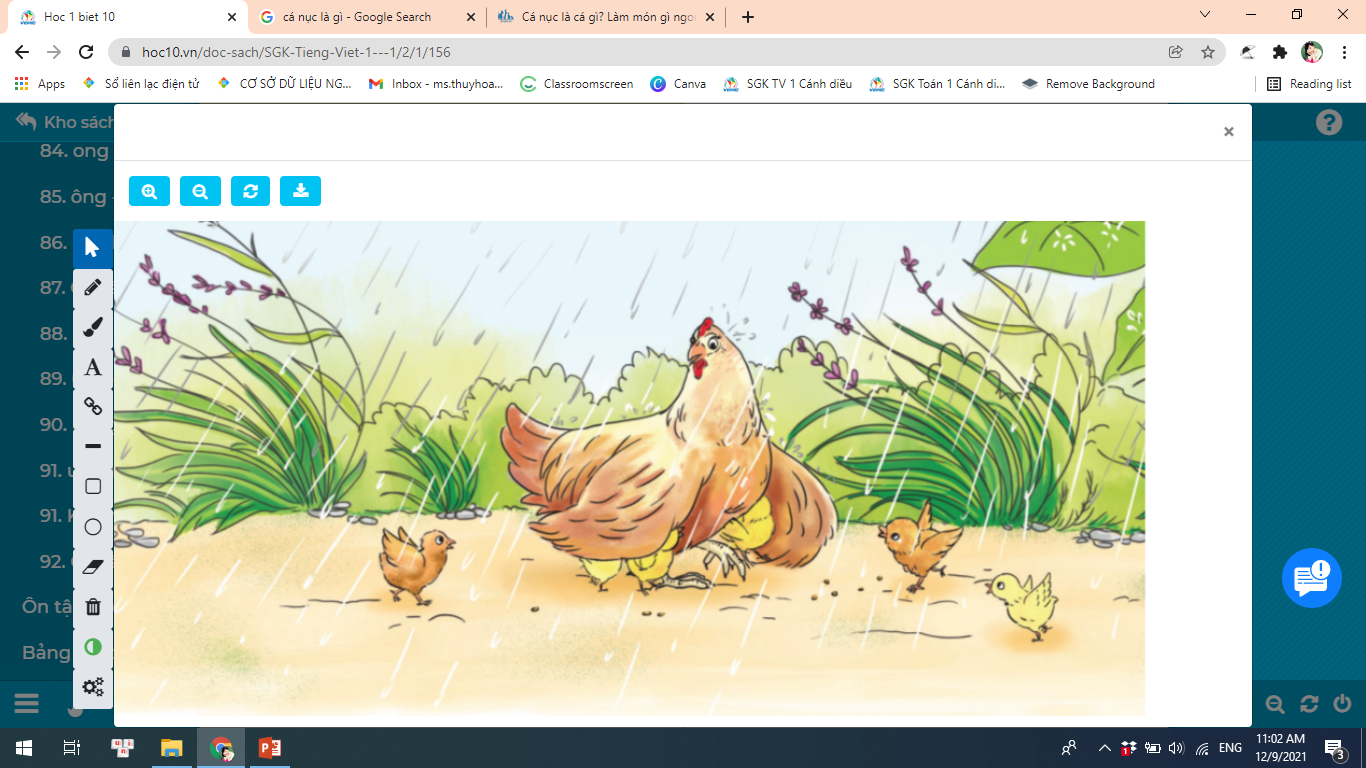 Hoc 1 biet 10
cá nục là gì - Google Search
Cá nục là cá gì? Làm món gì ngo
hoc10.vn/doc-sach/SGK-Tieng-Viet-1---1/2/1/156
Apps
Sổ liên lạc điện tử
CƠ SỞ DỮ LIỆU NG...
Inbox - ms.thuyhoa...
Classroomscreen
Canva
SGK TV 1 Cánh diều
SGK Toán 1 Cánh di...
Remove Background
Reading list
Kho sách
84. ong
85. ông
86.
87.
88.
89.
90.
91.
91.
92.
Ôn tậ
Bảng
A
ENG
11:02 AM
12/9/2021
3